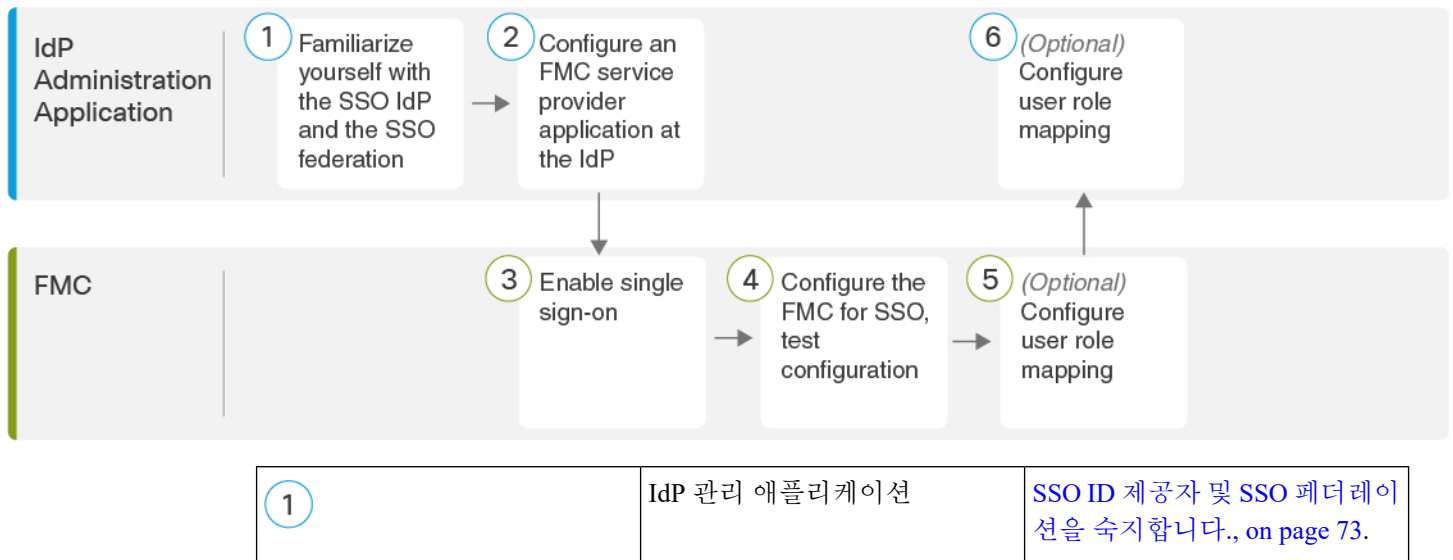 IdP
Administration
Application
1
Familiarize
yourself with
the SSO IdP
and the SSO
federation
2
Configure an
FMC service
provider
application at
the IdP
6
(Optional)
Configure
user role
mapping
FMC
3
Enable single
sign-on
4
Configure the
FMC for SSO,
test
configuration
5
(Optional)
Configure
user role
mapping
1
IdP 관리 애플리케이션
SSO ID 제공자 및 SSO 페더레이
션을 숙지합니다., on page 73.